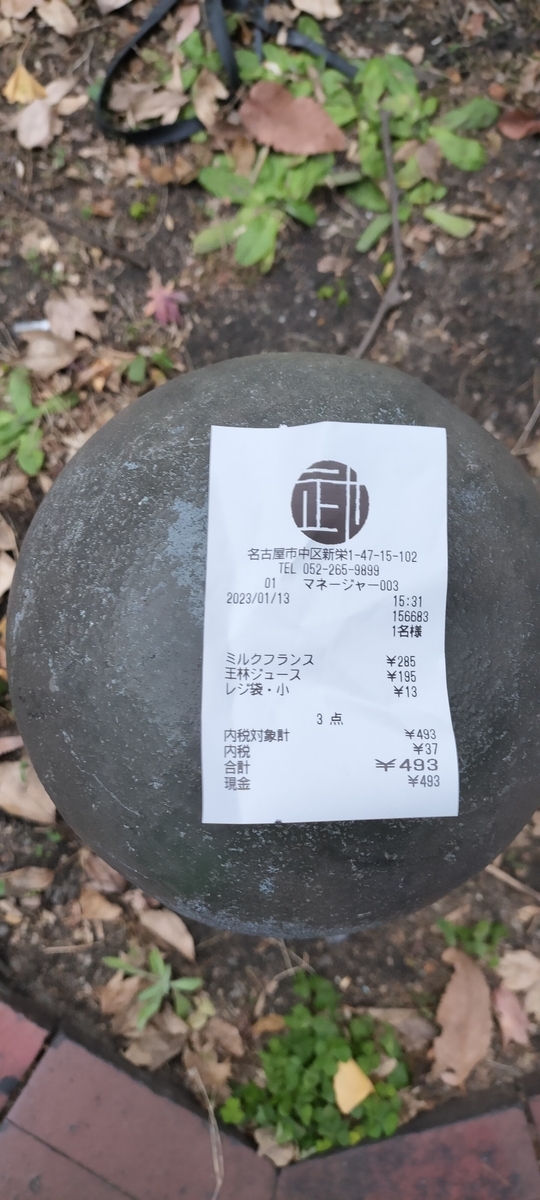 名古屋市中区新栄1-47-15-102
TEL 052-265-9899
01 マネージャー003
2023/01/13 15:31
156683
1名様
ミルクフランス ¥285
王林ジュース ¥195
レジ袋・小 ¥13
3 点
内税対象計 ¥493
内税 ¥37
合計 ¥493
現金 ¥493